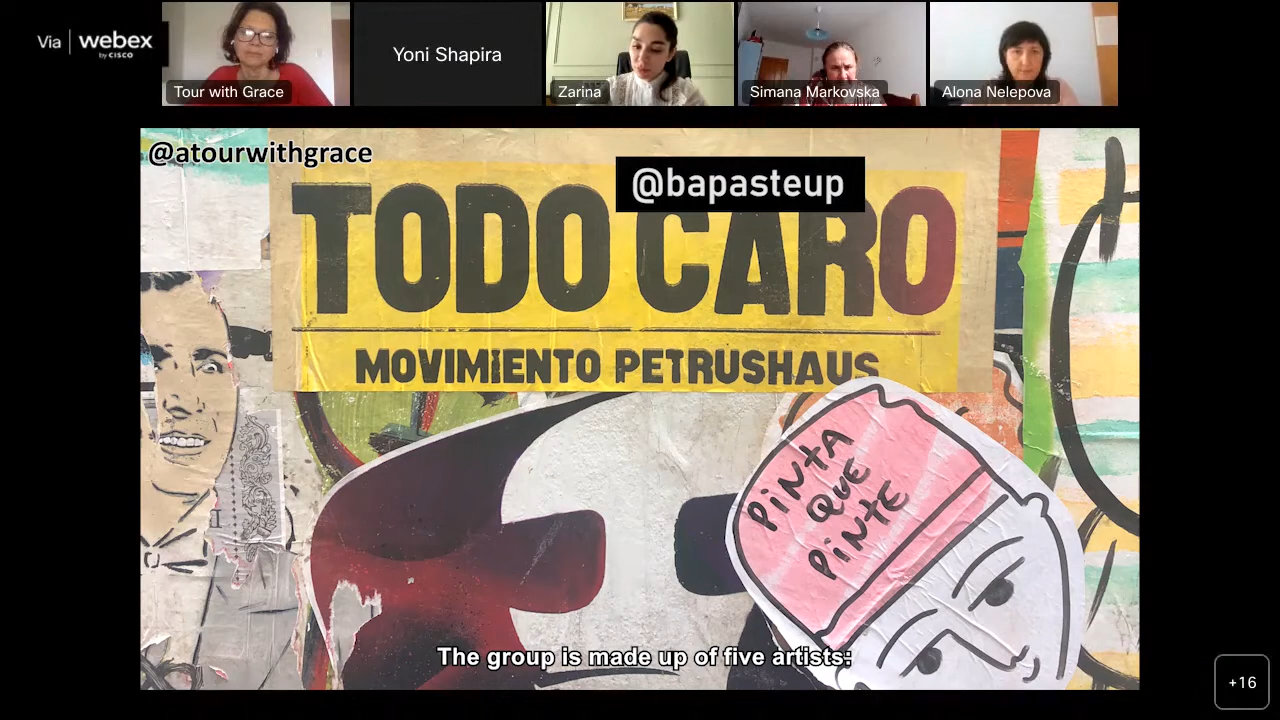 Via webex
by CISCO
Tour with Grace
Yoni Shapira
Zarina
Simana Markovska
Alona Nelepova
@atourwithgrace
@bapasteup
TODO CARO
MOVIMIENTO PETRUSHAUS
PINTA
QUE
PINTE
The group is made up of five artists:
+16